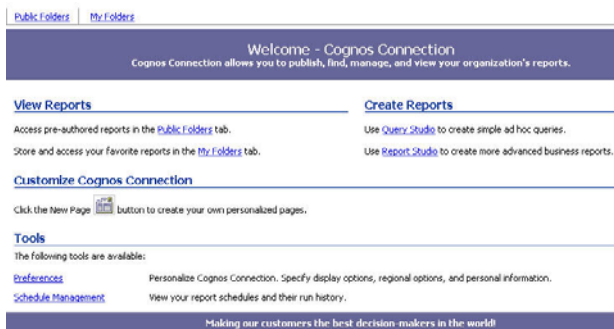 Public Folders My Folders
Welcome - Cognos Connection
Cognos Connection allows you to publish, find, manage, and view your organization's reports.
View Reports
Access pre-authored reports in the Public Folders tab.
Store and access your favorite reports in the My Folders tab.
Create Reports
Use Query Studio to create simple ad hoc queries.
Use Report Studio to create more advanced business reports.
Customize Cognos Connection
Click the New Page button to create your own personalized pages.
Tools
The following tools are available:
Preferences Personalize Cognos Connection. Specify display options, regional options, and personal information.
Schedule Management View your report schedules and their run history.
Making our customers the best decision-makers in the world!